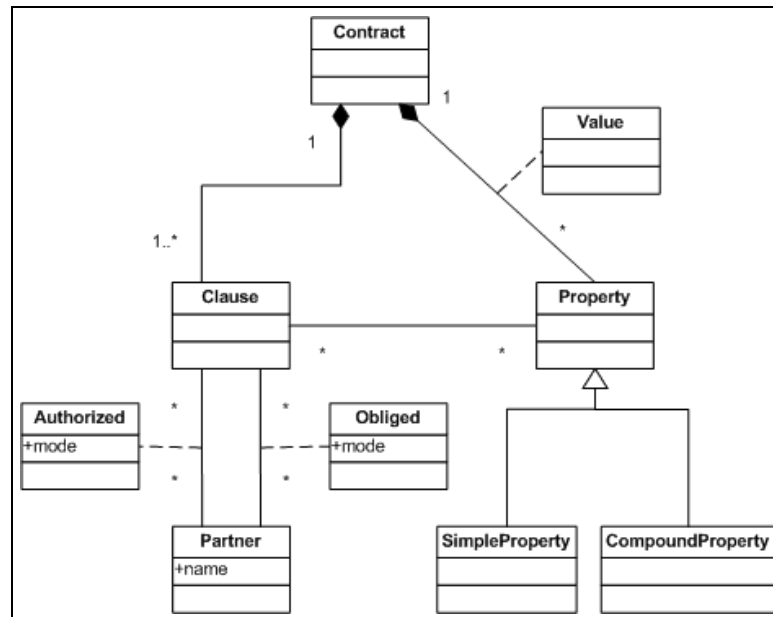 Contract
1
1
Value
1..*
*
Clause
Property
*
*
Authorized
+mode
*
*
Obliged
+mode
*
*
Partner
+name
SimpleProperty
CompoundProperty